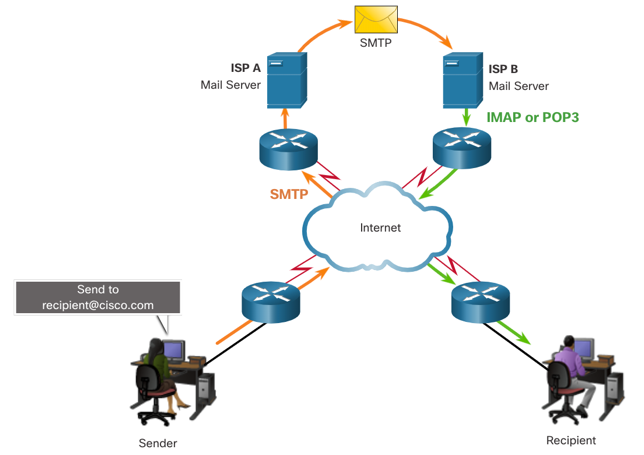 SMTP
ISP A
Mail Server
ISP B
Mail Server
IMAP or POP3
SMTP
Internet
Send to
recipient@cisco.com
Sender
Recipient